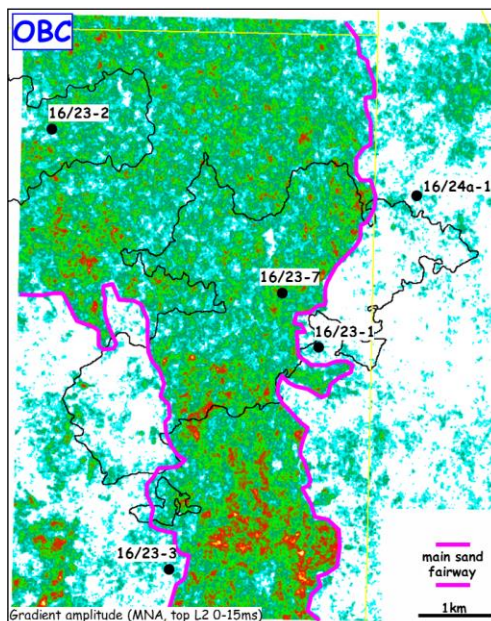 OBC
16/23-2
16/24a-1
16/23-7
16/23-1
16/23-3
main sand
fairway
Gradient amplitude (MNA, top L2 0-15ms)
1km